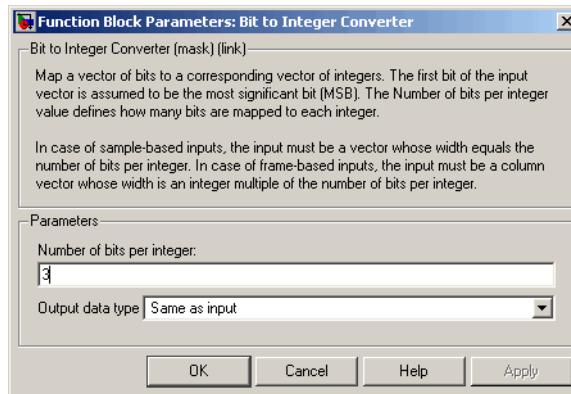 Function Block Parameters: Bit to Integer Converter
Bit to Integer Converter (mask) (link)
Map a vector of bits to a corresponding vector of integers. The first bit of the input
vector is assumed to be the most significant bit (MSB). The Number of bits per integer
value defines how many bits are mapped to each integer.
In case of sample-based inputs, the input must be a vector whose width equals the
number of bits per integer. In case of frame-based inputs, the input must be a column
vector whose width is an integer multiple of the number of bits per integer.
Parameters
Number of bits per integer:
3
Output data type Same as input
OK Cancel Help Apply